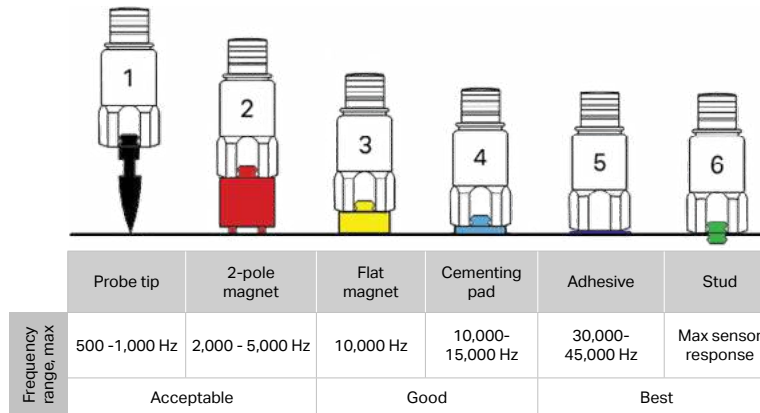 1
2
3
4
5
6
Probe tip
2-pole
magnet
Flat
magnet
Cementing
pad
Adhesive
Stud
Frequency
range, max
500 -1,000 Hz
2,000 - 5,000 Hz
10,000 Hz
10,000-
15,000 Hz
30,000-
45,000 Hz
Max sensor
response
Acceptable
Good
Best